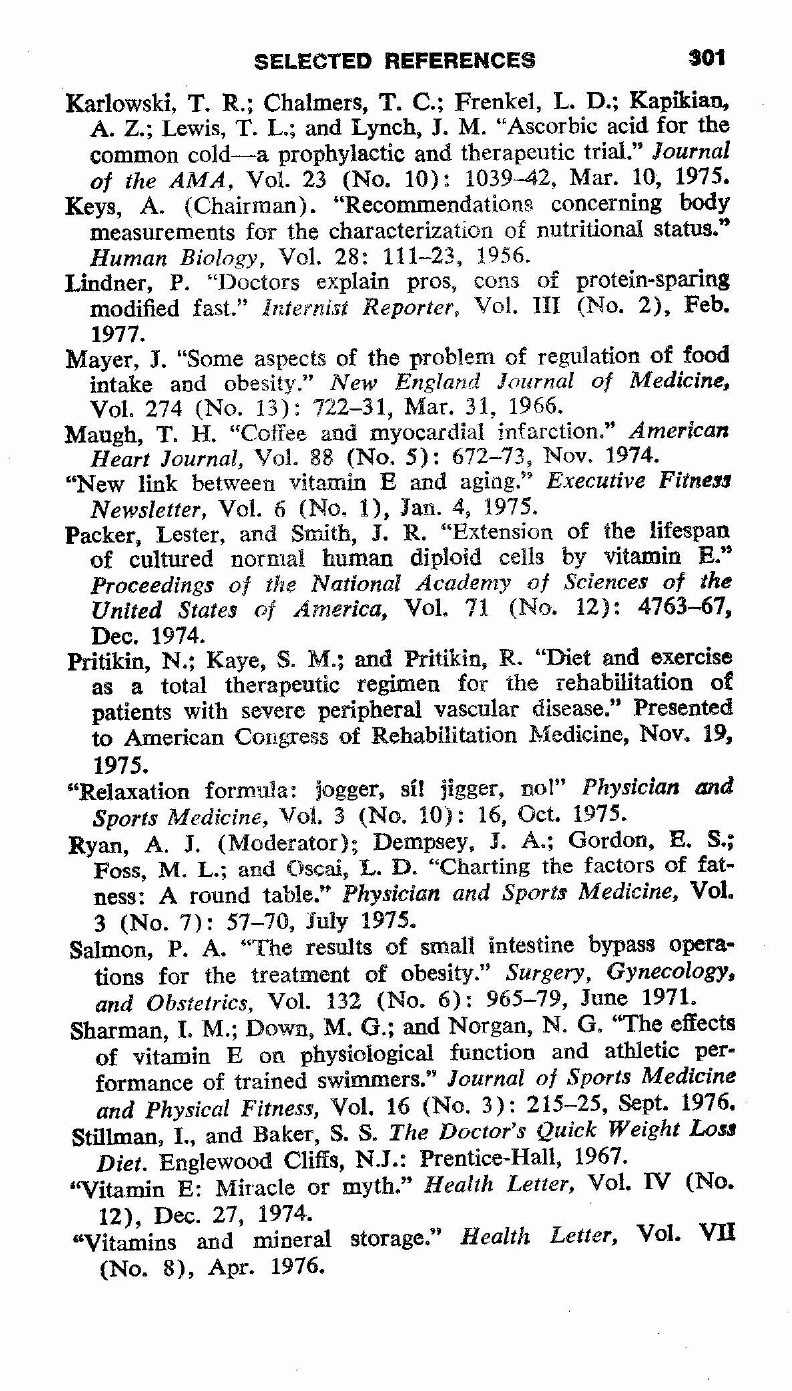 SELECTED REFERENCES 301
Karlowski, T. R.; Chalmers, T. C.; Frenkel, L. D.; Kapikian,
A. Z.; Lewis, T. L.; and Lynch, J. M. “Ascorbic acid for the
common cold—a prophylactic and therapeutic trial.” Journal
of the AMA, Vol. 23 (No. 10): 1039–42, Mar. 10, 1975.
Keys, A. (Chairman). “Recommendations concerning body
measurements for the characterization of nutritional status.”
Human Biology, Vol. 28: 111–23, 1956.
Lindner, P. “Doctors explain pros, cons of protein-sparing
modified fast.” Internist Reporter, Vol. III (No. 2), Feb.
1977.
Mayer, J. “Some aspects of the problem of regulation of food
intake and obesity.” New England Journal of Medicine,
Vol. 274 (No. 13): 722–31, Mar. 31, 1966.
Maugh, T. H. “Coffee and myocardial infarction.” American
Heart Journal, Vol. 88 (No. 5): 672–73, Nov. 1974.
“New link between vitamin E and aging.” Executive Fitness
Newsletter, Vol. 6 (No. 1), Jan. 4, 1975.
Packer, Lester, and Smith, J. R. “Extension of the lifespan
of cultured normal human diploid cells by vitamin E.”
Proceedings of the National Academy of Sciences of the
United States of America, Vol. 71 (No. 12): 4763–67,
Dec. 1974.
Pritikin, N.; Kaye, S. M.; and Pritikin, R. “Diet and exercise
as a total therapeutic regimen for the rehabilitation of
patients with severe peripheral vascular disease.” Presented
to American Congress of Rehabilitation Medicine, Nov. 19,
1975.
“Relaxation formula: jogger, si! jigger, no!” Physician and
Sports Medicine, Vol. 3 (No. 10): 16, Oct. 1975.
Ryan, A. J. (Moderator); Dempsey, J. A.; Gordon, E. S.;
Foss, M. L.; and Oscai, L. D. “Charting the factors of fat-
ness: A round table.” Physician and Sports Medicine, Vol.
3 (No. 7): 57–70, July 1975.
Salmon, P. A. “The results of small intestine bypass opera-
tions for the treatment of obesity.” Surgery, Gynecology,
and Obstetrics, Vol. 132 (No. 6): 965–79, June 1971.
Sharman, I. M.; Down, M. G.; and Norgan, N. G. “The effects
of vitamin E on physiological function and athletic per-
formance of trained swimmers.” Journal of Sports Medicine
and Physical Fitness, Vol. 16 (No. 3): 215–25, Sept. 1976.
Stillman, I., and Baker, S. S. The Doctor's Quick Weight Loss
Diet. Englewood Cliffs, N.J.: Prentice-Hall, 1967.
“Vitamin E: Miracle or myth.” Health Letter, Vol. IV (No.
12), Dec. 27, 1974.
“Vitamins and mineral storage.” Health Letter, Vol. VII
(No. 8), Apr. 1976.